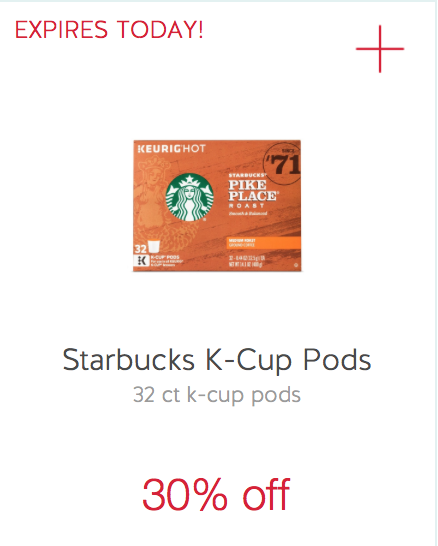 EXPIRES TODAY!
KEURIG HOT
SINCE
'71
STARBUCKS®
PIKE
PLACE®
ROAST
Smooth & Balanced
32
K-CUP® PODS
K
Starbucks K-Cup Pods
32 ct k-cup pods
30% off